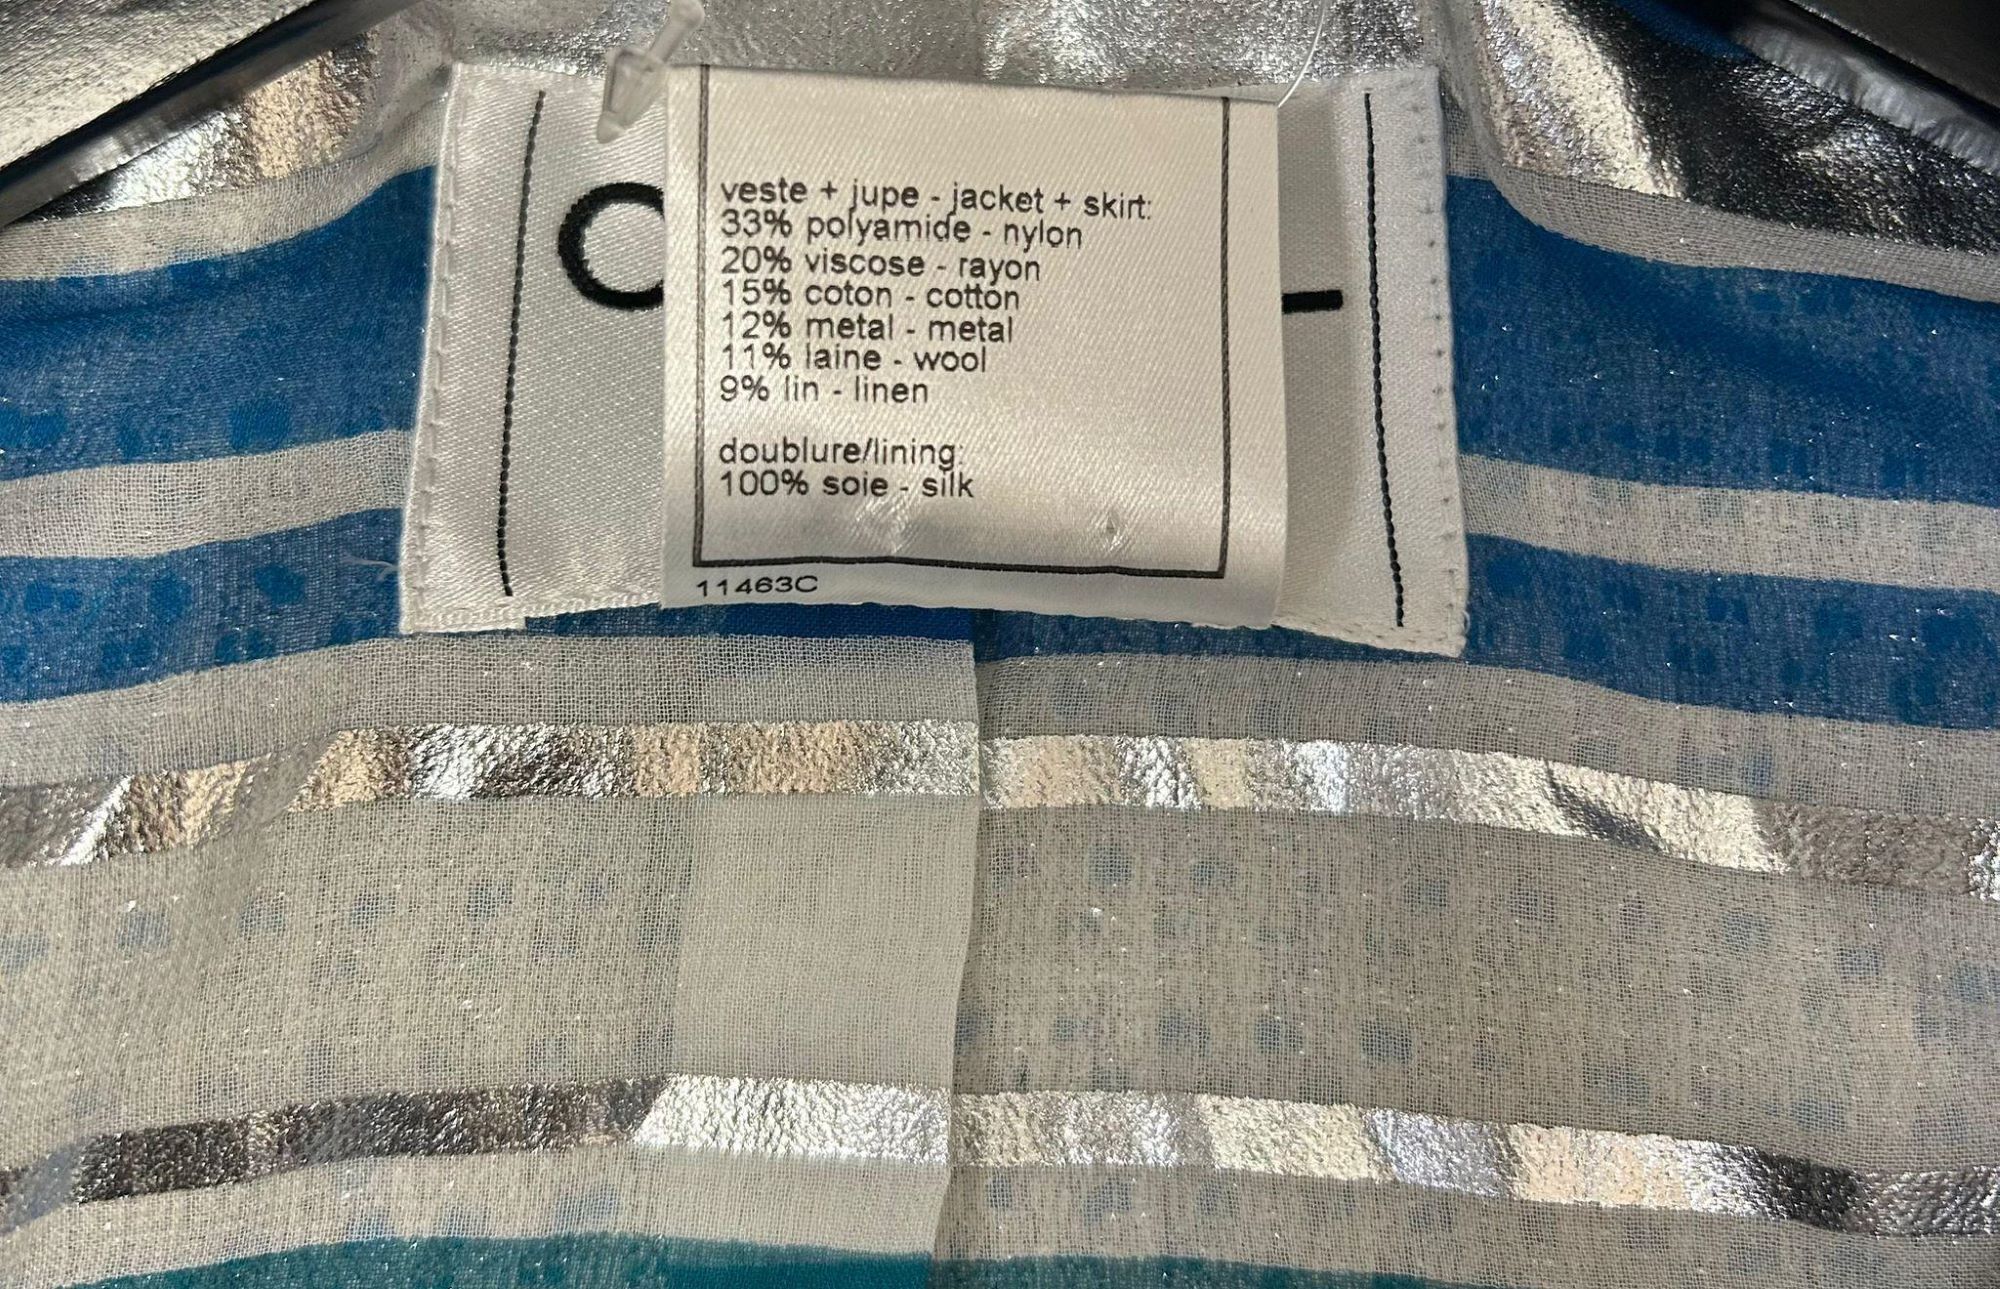 veste + jupe - jacket + skirt:
33% polyamide - nylon
20% viscose - rayon
15% coton - cotton
12% metal - metal
11% laine - wool
9% lin - linen
doublure/lining:
100% soie - silk
11463C